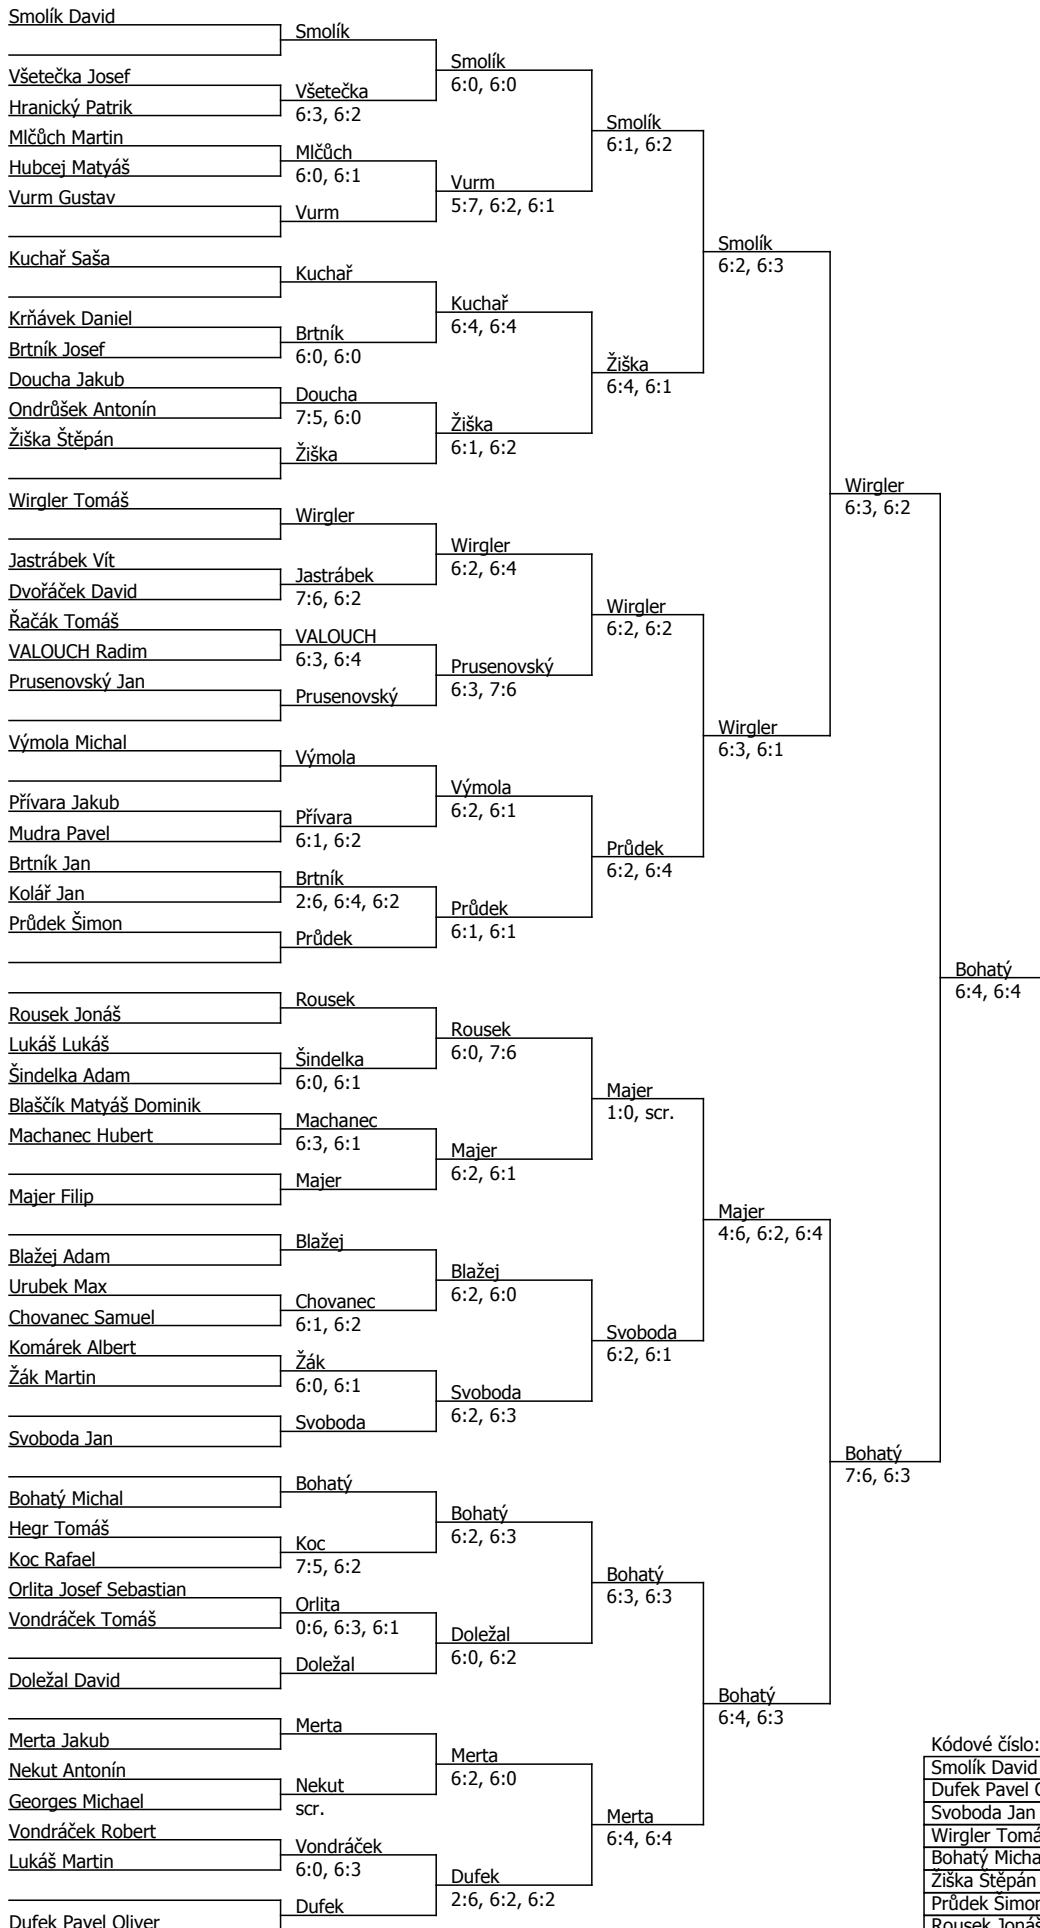 Smolík David
Všetečka Josef
Hranický Patrik
Mlčůch Martin
Hubcej Matyáš
Vurm Gustav
Kuchař Saša
Krňávek Daniel
Brtník Josef
Doucha Jakub
Ondrůšek Antonín
Žiška Štěpán
Wirgler Tomáš
Jastrábek Vít
Dvořáček David
Řačák Tomáš
VALOUCH Radim
Prusenovský Jan
Výmola Michal
Přívara Jakub
Mudra Pavel
Brtník Jan
Kolář Jan
Průdek Šimon
Rousek Jonáš
Lukáš Lukáš
Šindelka Adam
Blaščík Matyáš Dominik
Machanec Hubert
Majer Filip
Blažej Adam
Urubek Max
Chovanec Samuel
Komárek Albert
Žák Martin
Svoboda Jan
Bohatý Michal
Hegr Tomáš
Koc Rafael
Orlita Josef Sebastian
Vondráček Tomáš
Doležal David
Merta Jakub
Nekut Antonín
Georges Michael
Vondráček Robert
Lukáš Martin
Dufek Pavel Oliver
Smolík
Všetečka
6:3, 6:2
Mlčůch
6:0, 6:1
Vurm
Kuchař
Brtník
6:0, 6:0
Doucha
7:5, 6:0
Žiška
Wirgler
Jastrábek
7:6, 6:2
VALOUCH
6:3, 6:4
Prusenovský
Výmola
Přívara
6:1, 6:2
Brtník
2:6, 6:4, 6:2
Průdek
Rousek
Šindelka
6:0, 6:1
Machanec
6:3, 6:1
Majer
Blažej
Chovanec
6:1, 6:2
Žák
6:0, 6:1
Svoboda
Bohatý
Koc
7:5, 6:2
Orlita
0:6, 6:3, 6:1
Doležal
Merta
Nekut
scr.
Vondráček
6:0, 6:3
Dufek
Smolík
6:0, 6:0
Vurm
5:7, 6:2, 6:1
Kuchař
6:4, 6:4
Žiška
6:1, 6:2
Wirgler
6:2, 6:4
Prusenovský
6:3, 7:6
Výmola
6:2, 6:1
Průdek
6:1, 6:1
Rousek
6:0, 7:6
Majer
6:2, 6:1
Blažej
6:2, 6:0
Svoboda
6:2, 6:3
Bohatý
6:2, 6:3
Doležal
6:0, 6:2
Merta
6:2, 6:0
Dufek
2:6, 6:2, 6:2
Smolík
6:1, 6:2
Žiška
6:4, 6:1
Wirgler
6:2, 6:2
Průdek
6:2, 6:4
Majer
1:0, scr.
Svoboda
6:2, 6:1
Bohatý
6:3, 6:3
Merta
6:4, 6:4
Smolík
6:2, 6:3
Wirgler
6:3, 6:1
Majer
4:6, 6:2, 6:4
Bohatý
6:4, 6:3
Wirgler
6:3, 6:2
Bohatý
7:6, 6:3
Bohatý
6:4, 6:4
Kódové číslo:
Smolík David
Dufek Pavel
Svoboda Jan
Wirgler
Bohatý
Žiška Štěpán
Průdek
Rousek